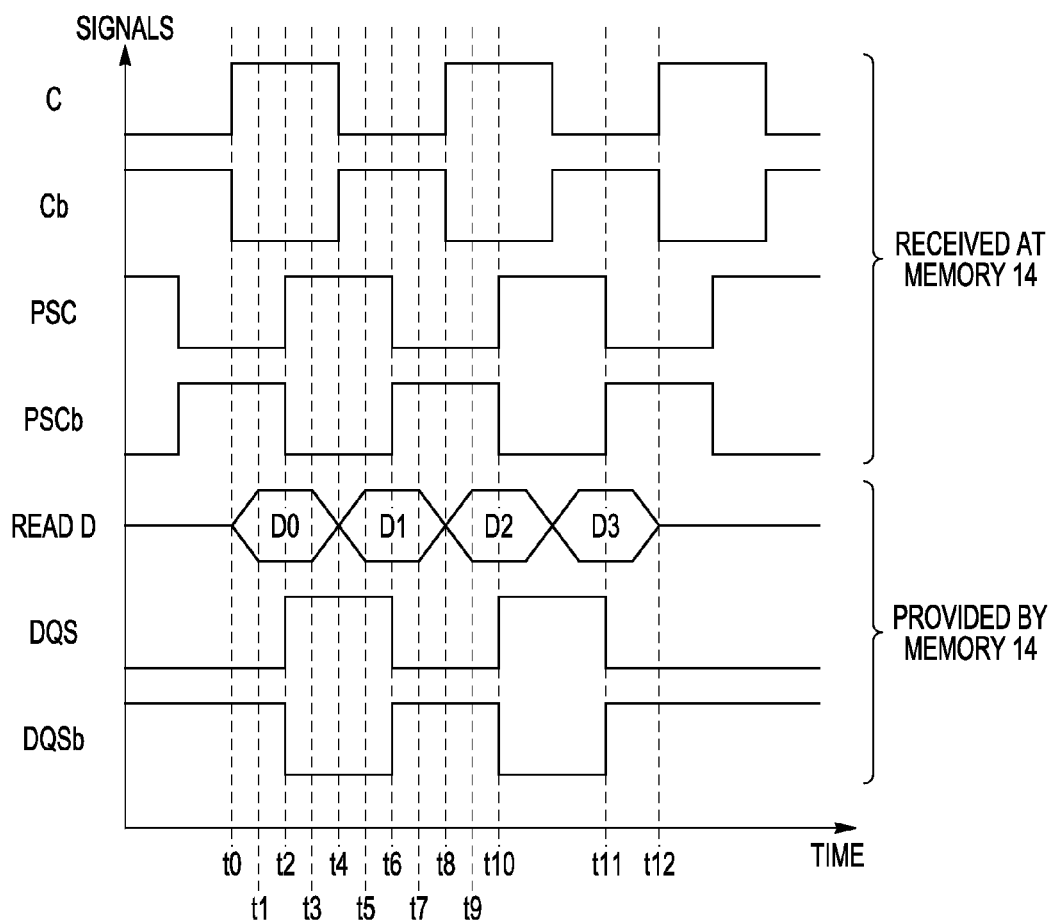 SIGNALS
C
Cb
PSC
PSCb
RECEIVED AT
MEMORY 14
READ D
D0
D1
D2
D3
DQS
DQSb
PROVIDED BY
MEMORY 14
t0
t2
t4
t6
t8
t10
t11
t12
TIME
t1
t3
t5
t7
t9